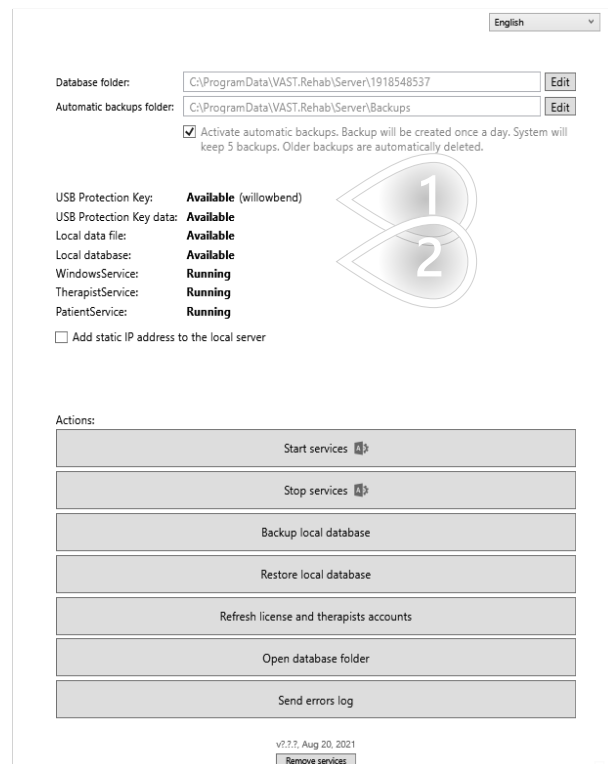 English
Database folder: C:\ProgramData\VAST.Rehab\Server\1918548537 Edit
Automatic backups folder: C:\ProgramData\VAST.Rehab\Server\Backups Edit
Activate automatic backups. Backup will be created once a day. System will
keep 5 backups. Older backups are automatically deleted.
USB Protection Key: Available (willowbend)
USB Protection Key data: Available
Local data file: Available
Local database: Available
WindowsService: Running
TherapistService: Running
PatientService: Running
1
2
Add static IP address to the local server
Actions:
Start services
Stop services
Backup local database
Restore local database
Refresh license and therapists accounts
Open database folder
Send errors log
v?.?.?, Aug 20, 2021
Remove services